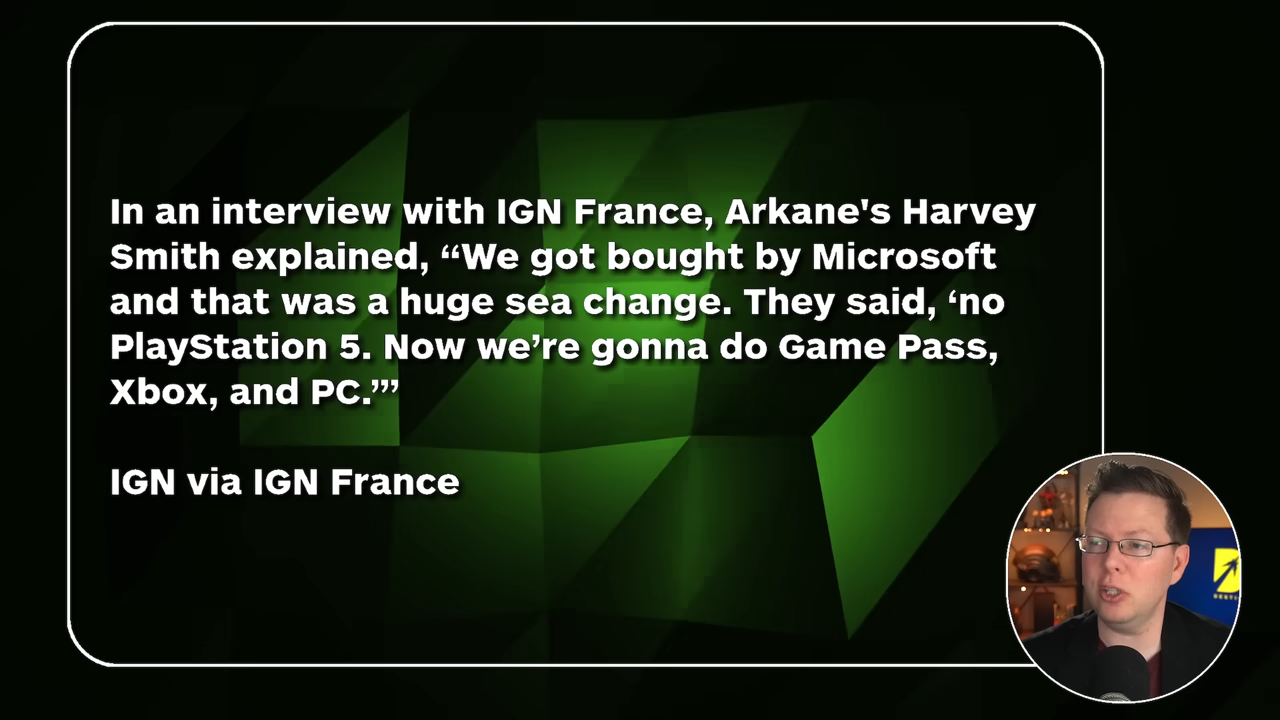 In an interview with IGN France, Arkane's Harvey
Smith explained, “We got bought by Microsoft
and that was a huge sea change. They said, ‘no
PlayStation 5. Now we’re gonna do Game Pass,
Xbox, and PC.’”
IGN via IGN France